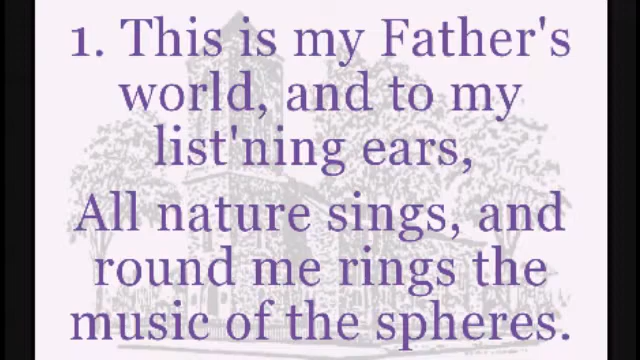 1. This is my Father's
world, and to my
list'ning ears,
All nature sings, and
round me rings the
music of the spheres.